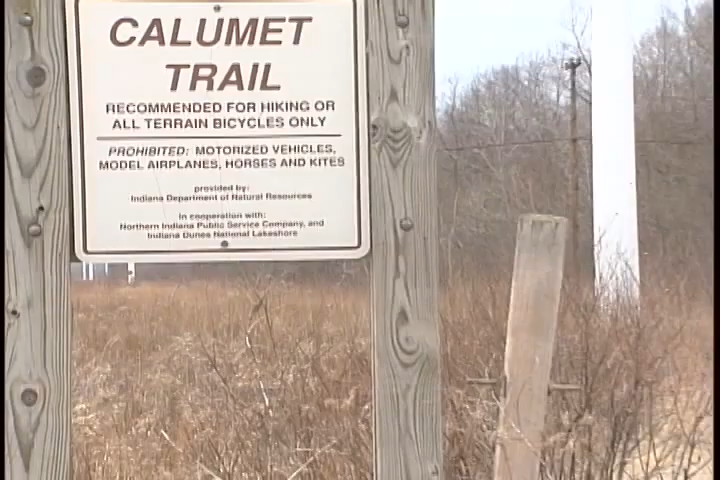 CALUMET
TRAIL
RECOMMENDED FOR HIKING OR
ALL TERRAIN BICYCLES ONLY
PROHIBITED: MOTORIZED VEHICLES,
MODEL AIRPLANES, HORSES AND KITES
provided by:
Indiana Department of Natural Resources
in cooperation with:
Northern Indiana Public Service Company, and
Indiana Dunes National Lakeshore